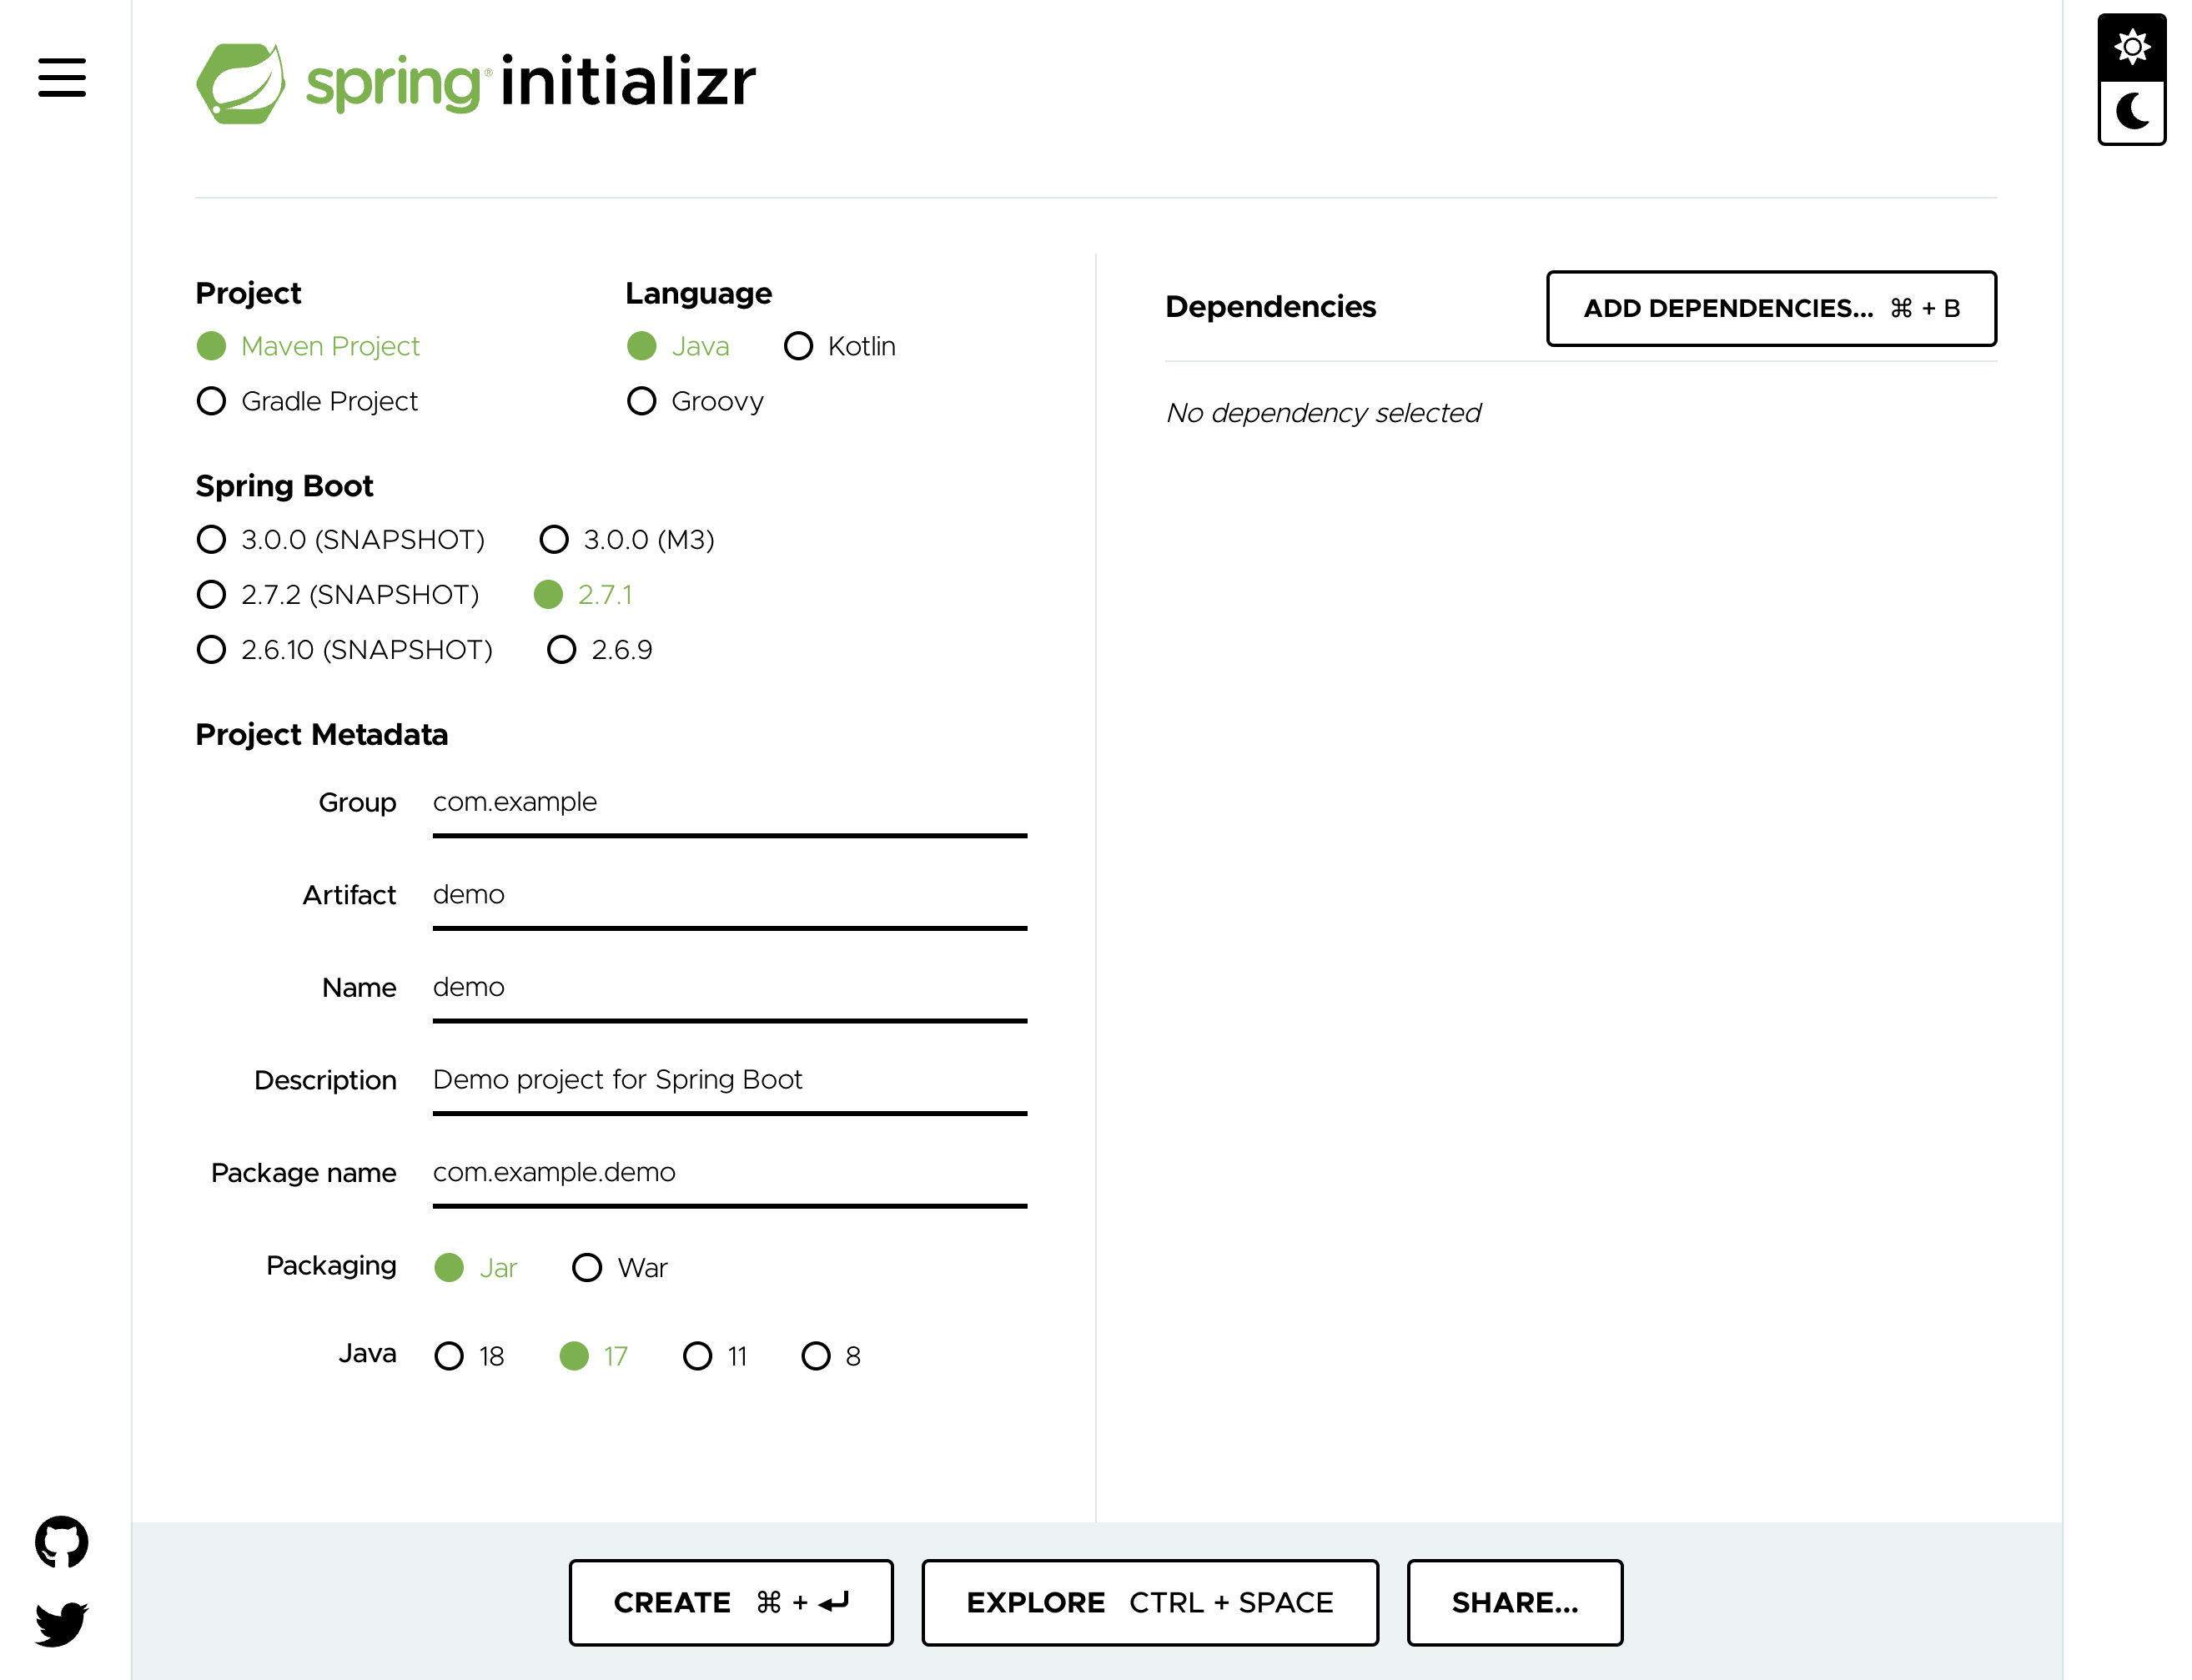 spring® initializr
Project
Maven Project
Gradle Project
Language
Java Kotlin
Groovy
Spring Boot
3.0.0 (SNAPSHOT) 3.0.0 (M3)
2.7.2 (SNAPSHOT) 2.7.1
2.6.10 (SNAPSHOT) 2.6.9
Project Metadata
Group com.example
Artifact demo
Name demo
Description Demo project for Spring Boot
Package name com.example.demo
Packaging Jar War
Java 18 17 11 8
Dependencies ADD DEPENDENCIES... ⌘ + B
No dependency selected
CREATE ⌘ + ⏎ EXPLORE CTRL + SPACE SHARE...